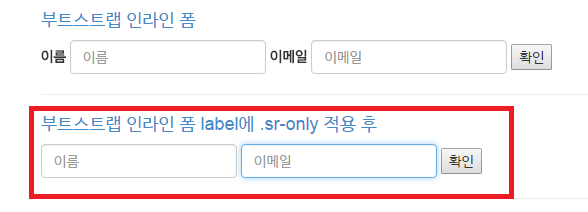 부트스트랩 인라인 폼
이름 이름 이메일 이메일 확인
부트스트랩 인라인 폼 label에 .sr-only 적용 후
이름 이메일 확인